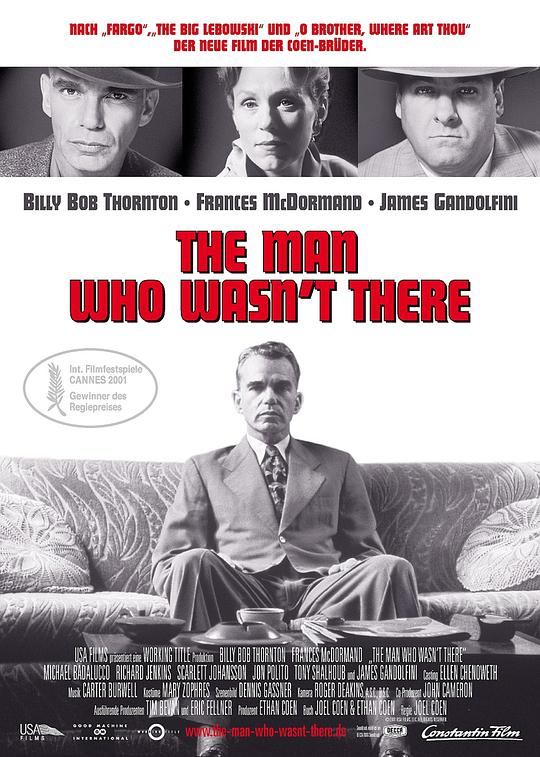 NACH „FARGO“, „THE BIG LEBOWSKI“ UND „O BROTHER, WHERE ART THOU“
DER NEUE FILM DER COEN-BRÜDER.
BILLY BOB THORNTON • FRANCES MCDORMAND • JAMES GANDOLFINI
THE MAN
WHO WASN'T THERE
Int. Filmfestspiele
CANNES 2001
Gewinner des
Regiepreises
USA FILMS präsentiert eine WORKING TITLE Produktion BILLY BOB THORNTON FRANCES MCDORMAND „THE MAN WHO WASN'T THERE“
MICHAEL BADALUCCO RICHARD JENKINS SCARLETT JOHANSSON JON POLITO TONY SHALHOUB und JAMES GANDOLFINI Casting ELLEN CHENOWETH
Musik CARTER BURWELL Kostüme MARY ZOPHRES Szenenbild DENNIS GASSNER Kamera ROGER DEAKINS A.S.C., B.S.C. Co Produzent JOHN CAMERON
Ausführende Produzenten TIM BEVAN und ERIC FELLNER Produzent ETHAN COEN Buch JOEL COEN & ETHAN COEN Regie JOEL COEN
USA FILMS
GOOD MACHINE INTERNATIONAL
WORKING TITLE
www.the-man-who-wasnt-there.de
DECCA
Constantin Film